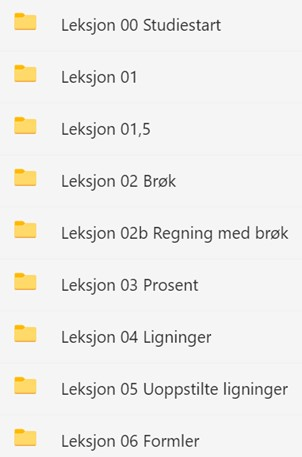 Leksjon 00 Studiestart
Leksjon 01
Leksjon 01,5
Leksjon 02 Brøk
Leksjon 02b Regning med brøk
Leksjon 03 Prosent
Leksjon 04 Ligninger
Leksjon 05 Uoppstilte ligninger
Leksjon 06 Formler